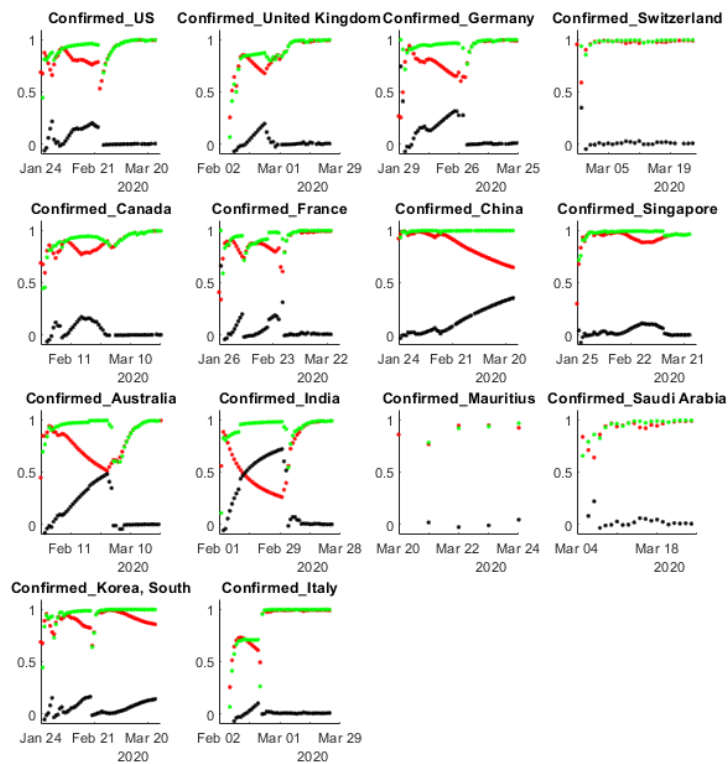 Confirmed_US
1
0.5
0
Jan 24 Feb 21 Mar 20
2020
Confirmed_United Kingdom
1
0.5
0
Feb 02 Mar 01 Mar 29
2020
Confirmed_Germany
1
0.5
0
Jan 29 Feb 26 Mar 25
2020
Confirmed_Switzerland
1
0.5
0
Mar 05 Mar 19
2020
Confirmed_Canada
1
0.5
0
Feb 11 Mar 10
2020
Confirmed_France
1
0.5
0
Jan 26 Feb 23 Mar 22
2020
Confirmed_China
1
0.5
0
Jan 24 Feb 21 Mar 20
2020
Confirmed_Singapore
1
0.5
0
Jan 25 Feb 22 Mar 21
2020
Confirmed_Australia
1
0.5
0
Feb 11 Mar 10
2020
Confirmed_India
1
0.5
0
Feb 01 Feb 29 Mar 28
2020
Confirmed_Mauritius
1
0.5
0
Mar 20 Mar 22 Mar 24
2020
Confirmed_Saudi Arabia
1
0.5
0
Mar 04 Mar 18
2020
Confirmed_Korea, South
1
0.5
0
Jan 24 Feb 21 Mar 20
2020
Confirmed_Italy
1
0.5
0
Feb 02 Mar 01 Mar 29
2020